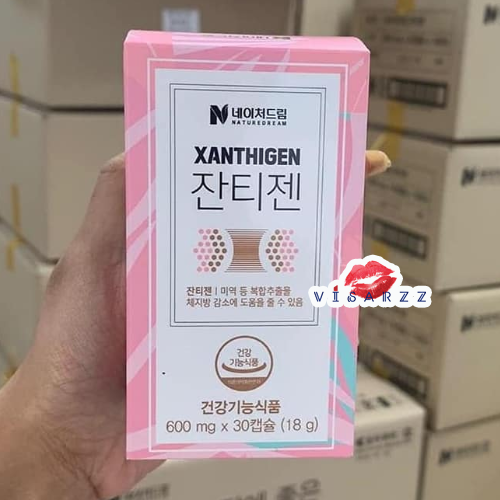 네이처드림
NATUREDREAM
XANTHIGEN
잔티젠
잔티젠 | 미역 등 복합추출물
체지방 감소에 도움을 줄 수 있음
VISARZZ
건강
기능식품
건강기능식품
600 mg x 30캡슐 (18 g)